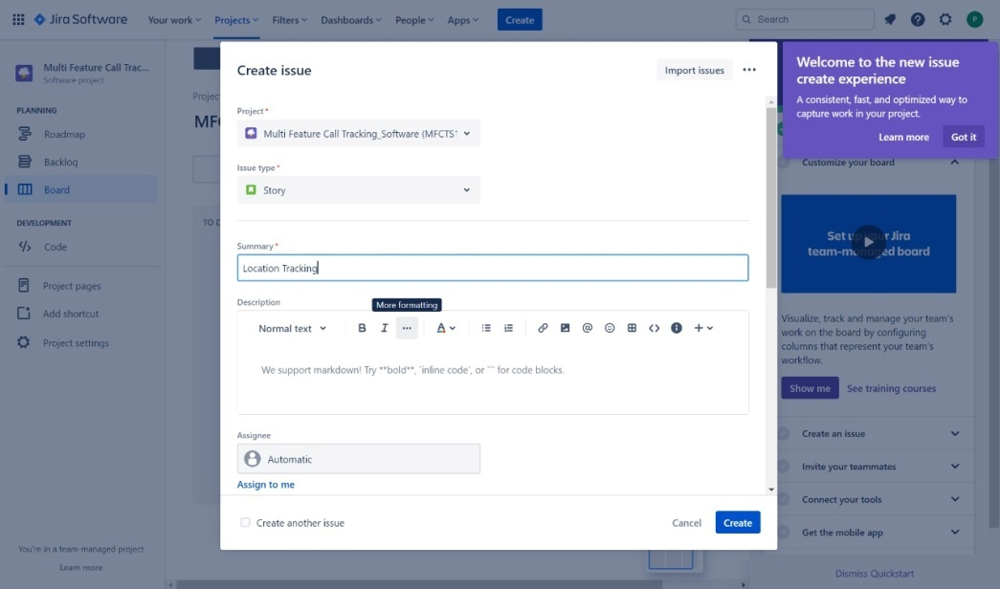 Jira Software
Your work
Projects
Filters
Dashboards
People
Apps
Create
Search
P
Multi Feature Call Trac...
Software project
PLANNING
Roadmap
Backlog
Board
DEVELOPMENT
Code
Project pages
Add shortcut
Project settings
You're in a team-managed project
Learn more
Projec
MF
TO D
Create issue
Import issues
Project*
Multi Feature Call Tracking_Software (MFCTS1
Issue type*
Story
Summary*
Location Tracking
Description
More formatting
Normal text
B I ... A
We support markdown! Try **bold**, `inline code`, or ``` for code blocks.
Assignee
Automatic
Assign to me
Create another issue
Cancel
Create
Welcome to the new issue
create experience
A consistent, fast, and optimized way to
capture work in your project.
Learn more
Got it
Customize your board
Set up your Jira
team-managed board
Visualize, track and manage your team's
work on the board by configuring
columns that represent your team's
workflow.
Show me
See training courses
Create an issue
Invite your teammates
Connect your tools
Get the mobile app
Dismiss Quickstart